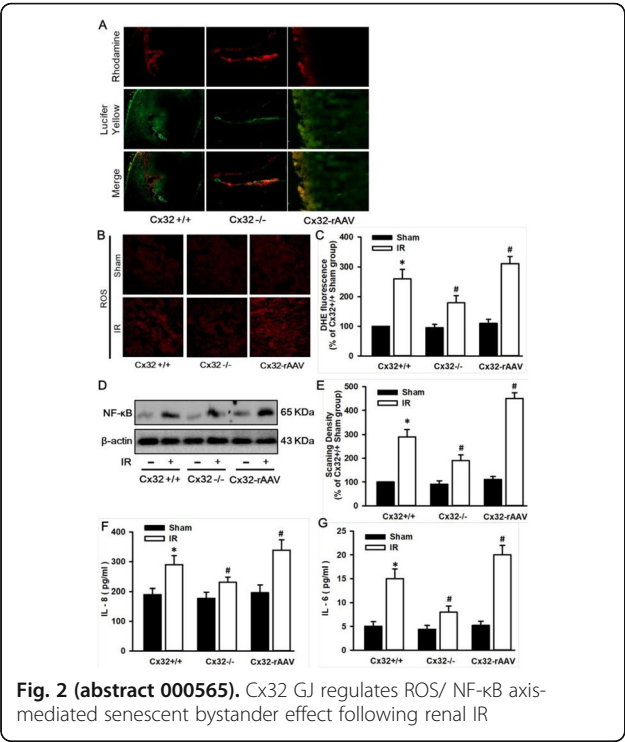 A
Rhodamine
Lucifer
Yellow
Merge
Cx32 +/+ Cx32 -/- Cx32-rAAV
B
ROS
Sham
IR
Cx32 +/+ Cx32 -/- Cx32-rAAV
C
Sham
IR
DHE fluorescence
(% of Cx32+/+ Sham group)
400
300
200
100
0
* # #
Cx32+/+ Cx32-/- Cx32-rAAV
D
NF-κB 65 KDa
β-actin 43 KDa
IR − + − + − +
Cx32 +/+ Cx32 -/- Cx32-rAAV
E
Sham
IR
Scaning Density
(% of Cx32+/+ Sham group)
500
400
300
200
100
0
* # #
Cx32+/+ Cx32-/- Cx32-rAAV
F
Sham
IR
IL - 8 ( pg/ml )
400
300
200
100
0
* # #
Cx32+/+ Cx32-/- Cx32-rAAV
G
Sham
IR
IL - 6 ( pg/ml )
25
20
15
10
5
0
* # #
Cx32+/+ Cx32-/- Cx32-rAAV
Fig. 2 (abstract 000565). Cx32 GJ regulates ROS/ NF-κB axis-
mediated senescent bystander effect following renal IR